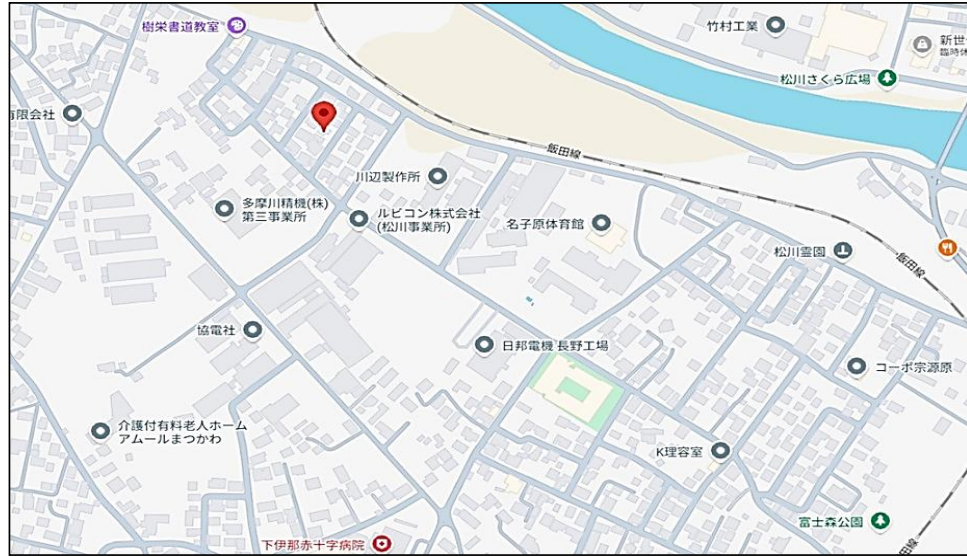 樹栄書道教室
竹村工業
新世
臨時休
松川さくら広場
有限会社
飯田線
川辺製作所
多摩川精機(株)
第三事業所
ルビコン株式会社
(松川事業所)
名子原体育館
松川霊園
飯田線
協電社
日邦電機 長野工場
コーポ宗源原
介護付有料老人ホーム
アムールまつかわ
K理容室
富士森公園
下伊那赤十字病院